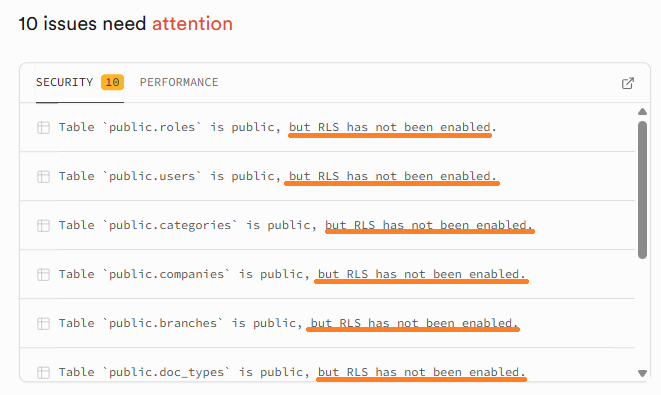 10 issues need attention
SECURITY 10 PERFORMANCE
Table `public.roles` is public, but RLS has not been enabled.
Table `public.users` is public, but RLS has not been enabled.
Table `public.categories` is public, but RLS has not been enabled.
Table `public.companies` is public, but RLS has not been enabled.
Table `public.branches` is public, but RLS has not been enabled.
Table `public.doc_types` is public, but RLS has not been enabled.